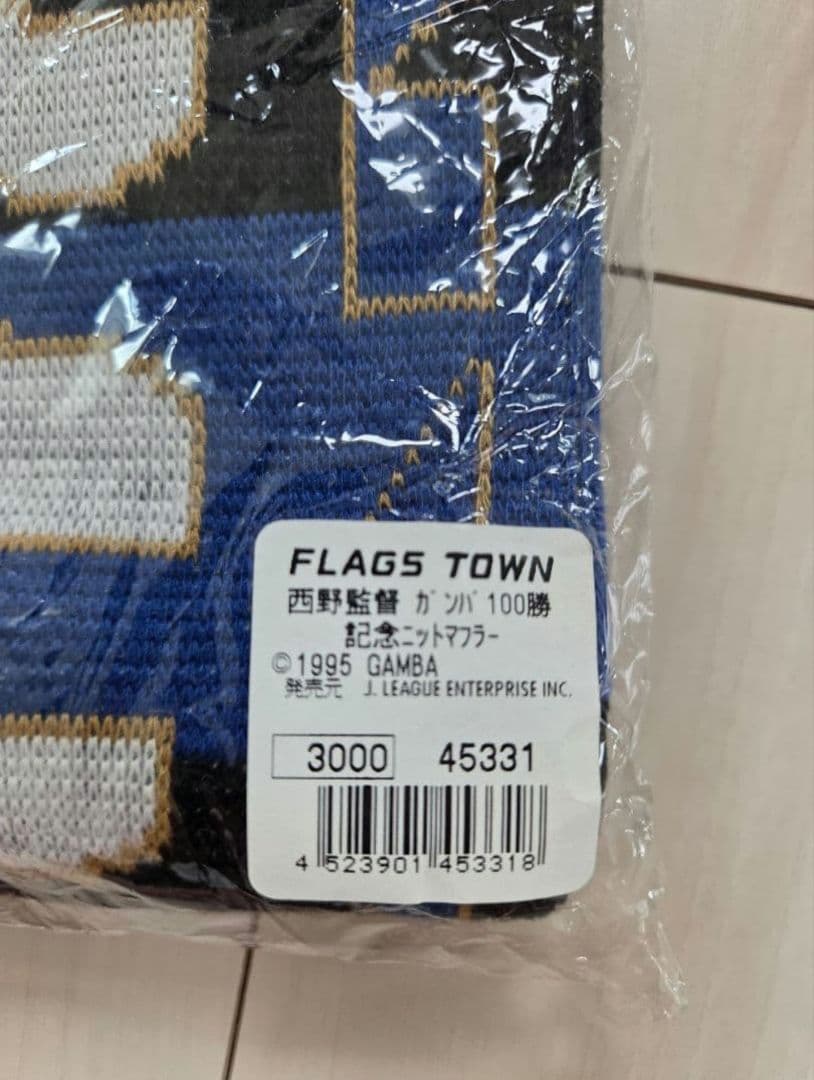 FLAGS TOWN
西野監督 ガンバ100勝
記念ニットマフラー
©1995 GAMBA
発売元 J. LEAGUE ENTERPRISE INC.
3000 45331
4 523901 453318